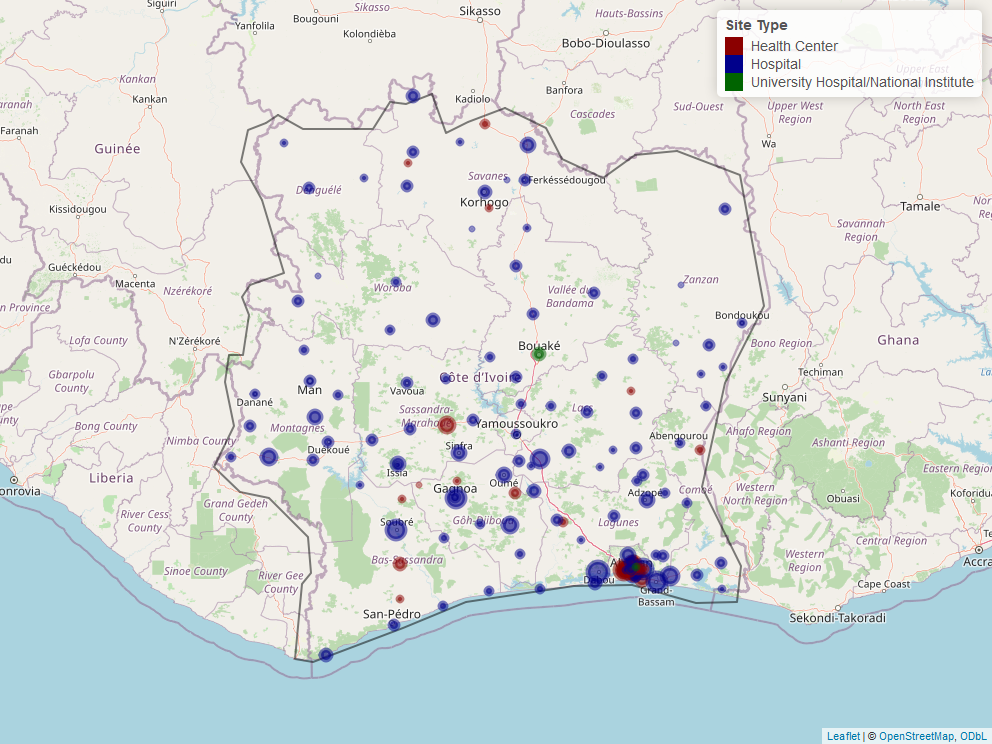 Siguiri
Sikasso
Sikasso
Hauts-Bassins
Bougouni
Yanfolila
Kolondièba
Bobo-Dioulasso
Site Type
Health Center
Hospital
University Hospital/National Institute
Kankan
Kankan
Kadiolo
Banfora
Cascades
Sud-Ouest
Upper West
Region
North East
Region
Faranah
Guinée
Wa
Savanes
Ferkéssédougou
Denguélé
Korhogo
Kissidougou
Tamale
Savannah
Region
Guéckédou
Macenta
Nzérékoré
Woroba
Vallée du
Bandama
Zanzan
Bondoukou
Lofa County
N'Zérékoré
Bouaké
Bono Region
Ghana
Gbarpolu
County
Côte d'Ivoire
Techiman
Man
Vavoua
Danané
Sunyani
Sassandra-
Marahoué
Lacs
Yamoussoukro
Bong County
Montagnes
Nimba County
Duekoué
Sinfra
Abengourou
Ahafo Region
Ashanti Region
Eastern Region
Issia
Liberia
Gagnoa
Oumé
Adzopé
Comoé
Western
North Region
Obuasi
Koforidua
River Cess
County
Grand Gedeh
County
Soubré
Gôh-Djiboua
Lagunes
Central Region
Sinoe County
River Gee
County
Bas-Sassandra
Dabou
Grand-
Bassam
Western
Region
Cape Coast
Accra
San-Pédro
Sekondi-Takoradi
Leaflet | © OpenStreetMap, ODbL